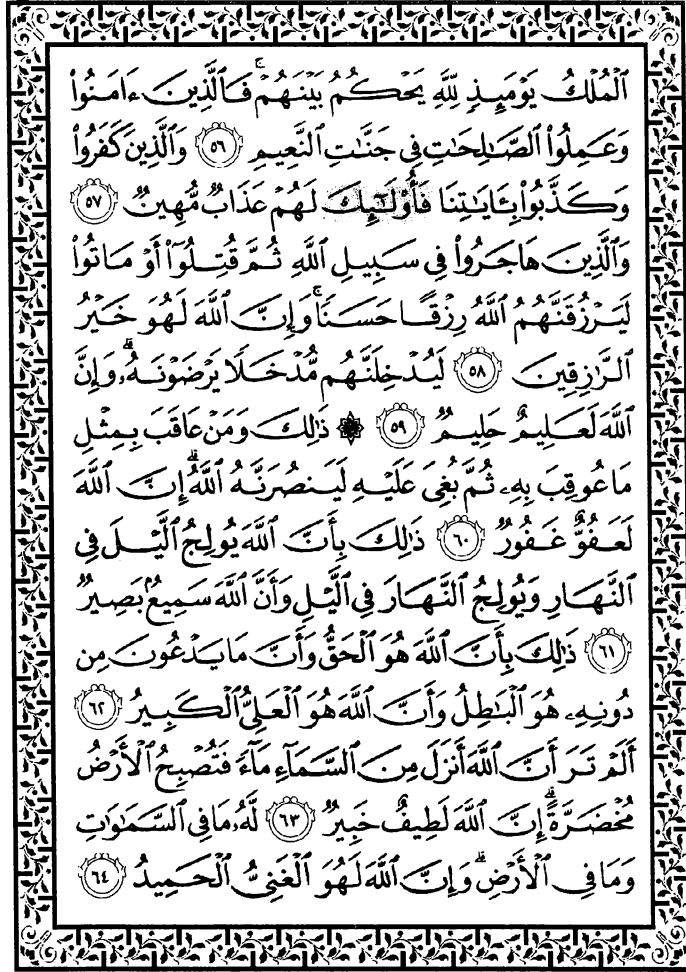 ٱلْمُلْكُ يَوْمَئِذٍ لِّلَّهِ يَحْكُمُ بَيْنَهُمْ ۚ فَٱلَّذِينَ ءَامَنُوا۟
وَعَمِلُوا۟ ٱلصَّـٰلِحَـٰتِ فِى جَنَّـٰتِ ٱلنَّعِيمِ ٥٦ وَٱلَّذِينَ كَفَرُوا۟
وَكَذَّبُوا۟ بِـَٔايَـٰتِنَا فَأُو۟لَـٰٓئِكَ لَهُمْ عَذَابٌ مُّهِينٌ ٥٧
وَٱلَّذِينَ هَاجَرُوا۟ فِى سَبِيلِ ٱللَّهِ ثُمَّ قُتِلُوٓا۟ أَوْ مَاتُوا۟
لَيَرْزُقَنَّهُمُ ٱللَّهُ رِزْقًا حَسَنًا ۚ وَإِنَّ ٱللَّهَ لَهُوَ خَيْرُ
ٱلرَّٰزِقِينَ ٥٨ لَيُدْخِلَنَّهُم مُّدْخَلًا يَرْضَوْنَهُۥ ۗ وَإِنَّ
ٱللَّهَ لَعَلِيمٌ حَلِيمٌ ٥٩ ۞ ذَٰلِكَ وَمَنْ عَاقَبَ بِمِثْلِ
مَا عُوقِبَ بِهِۦ ثُمَّ بُغِىَ عَلَيْهِ لَيَنصُرَنَّهُ ٱللَّهُ ۗ إِنَّ ٱللَّهَ
لَعَفُوٌّ غَفُورٌ ٦٠ ذَٰلِكَ بِأَنَّ ٱللَّهَ يُولِجُ ٱلَّيْلَ فِى
ٱلنَّهَارِ وَيُولِجُ ٱلنَّهَارَ فِى ٱلَّيْلِ وَأَنَّ ٱللَّهَ سَمِيعٌۢ بَصِيرٌ
٦١ ذَٰلِكَ بِأَنَّ ٱللَّهَ هُوَ ٱلْحَقُّ وَأَنَّ مَا يَدْعُونَ مِن
دُونِهِۦ هُوَ ٱلْبَـٰطِلُ وَأَنَّ ٱللَّهَ هُوَ ٱلْعَلِىُّ ٱلْكَبِيرُ ٦٢
أَلَمْ تَرَ أَنَّ ٱللَّهَ أَنزَلَ مِنَ ٱلسَّمَآءِ مَآءً فَتُصْبِحُ ٱلْأَرْضُ
مُخْضَرَّةً ۗ إِنَّ ٱللَّهَ لَطِيفٌ خَبِيرٌ ٦٣ لَّهُۥ مَا فِى ٱلسَّمَـٰوَٰتِ
وَمَا فِى ٱلْأَرْضِ ۗ وَإِنَّ ٱللَّهَ لَهُوَ ٱلْغَنِىُّ ٱلْحَمِيدُ ٦٤